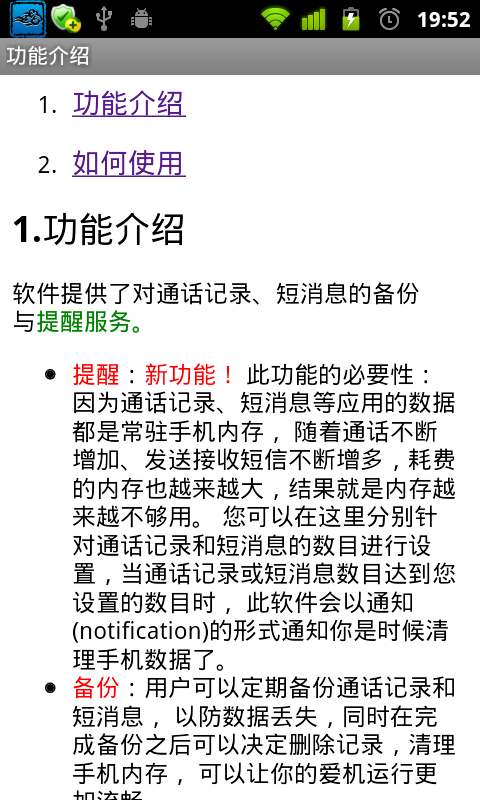 19:52
功能介绍
1. 功能介绍
2. 如何使用
1.功能介绍
软件提供了对通话记录、短消息的备份
与提醒服务。
提醒：新功能！ 此功能的必要性：
因为通话记录、短消息等应用的数据
都是常驻手机内存，随着通话不断
增加、发送接收短信不断增多，耗费
的内存也越来越大，结果就是内存越
来越不够用。 您可以在这里分别针
对通话记录和短消息的数目进行设
置，当通话记录或短消息数目达到您
设置的数目时， 此软件会以通知
(notification)的形式通知你是时候清
理手机数据了。
备份：用户可以定期备份通话记录和
短消息， 以防数据丢失，同时在完
成备份之后可以决定删除记录，清理
手机内存， 可以让你的爱机运行更
加流畅